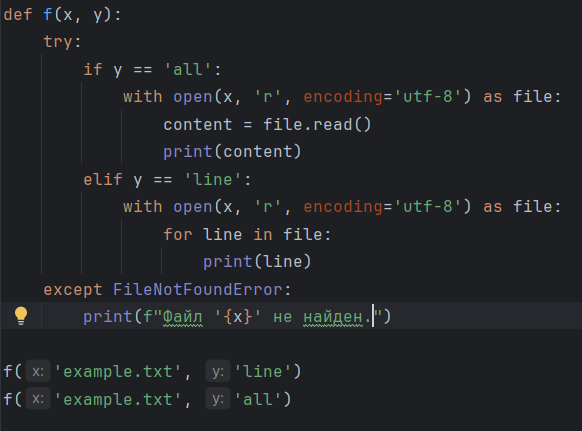 def f(x, y):
    try:
        if y == 'all':
            with open(x, 'r', encoding='utf-8') as file:
                content = file.read()
                print(content)
        elif y == 'line':
            with open(x, 'r', encoding='utf-8') as file:
                for line in file:
                    print(line)
    except FileNotFoundError:
        print(f"Файл '{x}' не найден.")
f( x: 'example.txt', y: 'line')
f( x: 'example.txt', y: 'all')